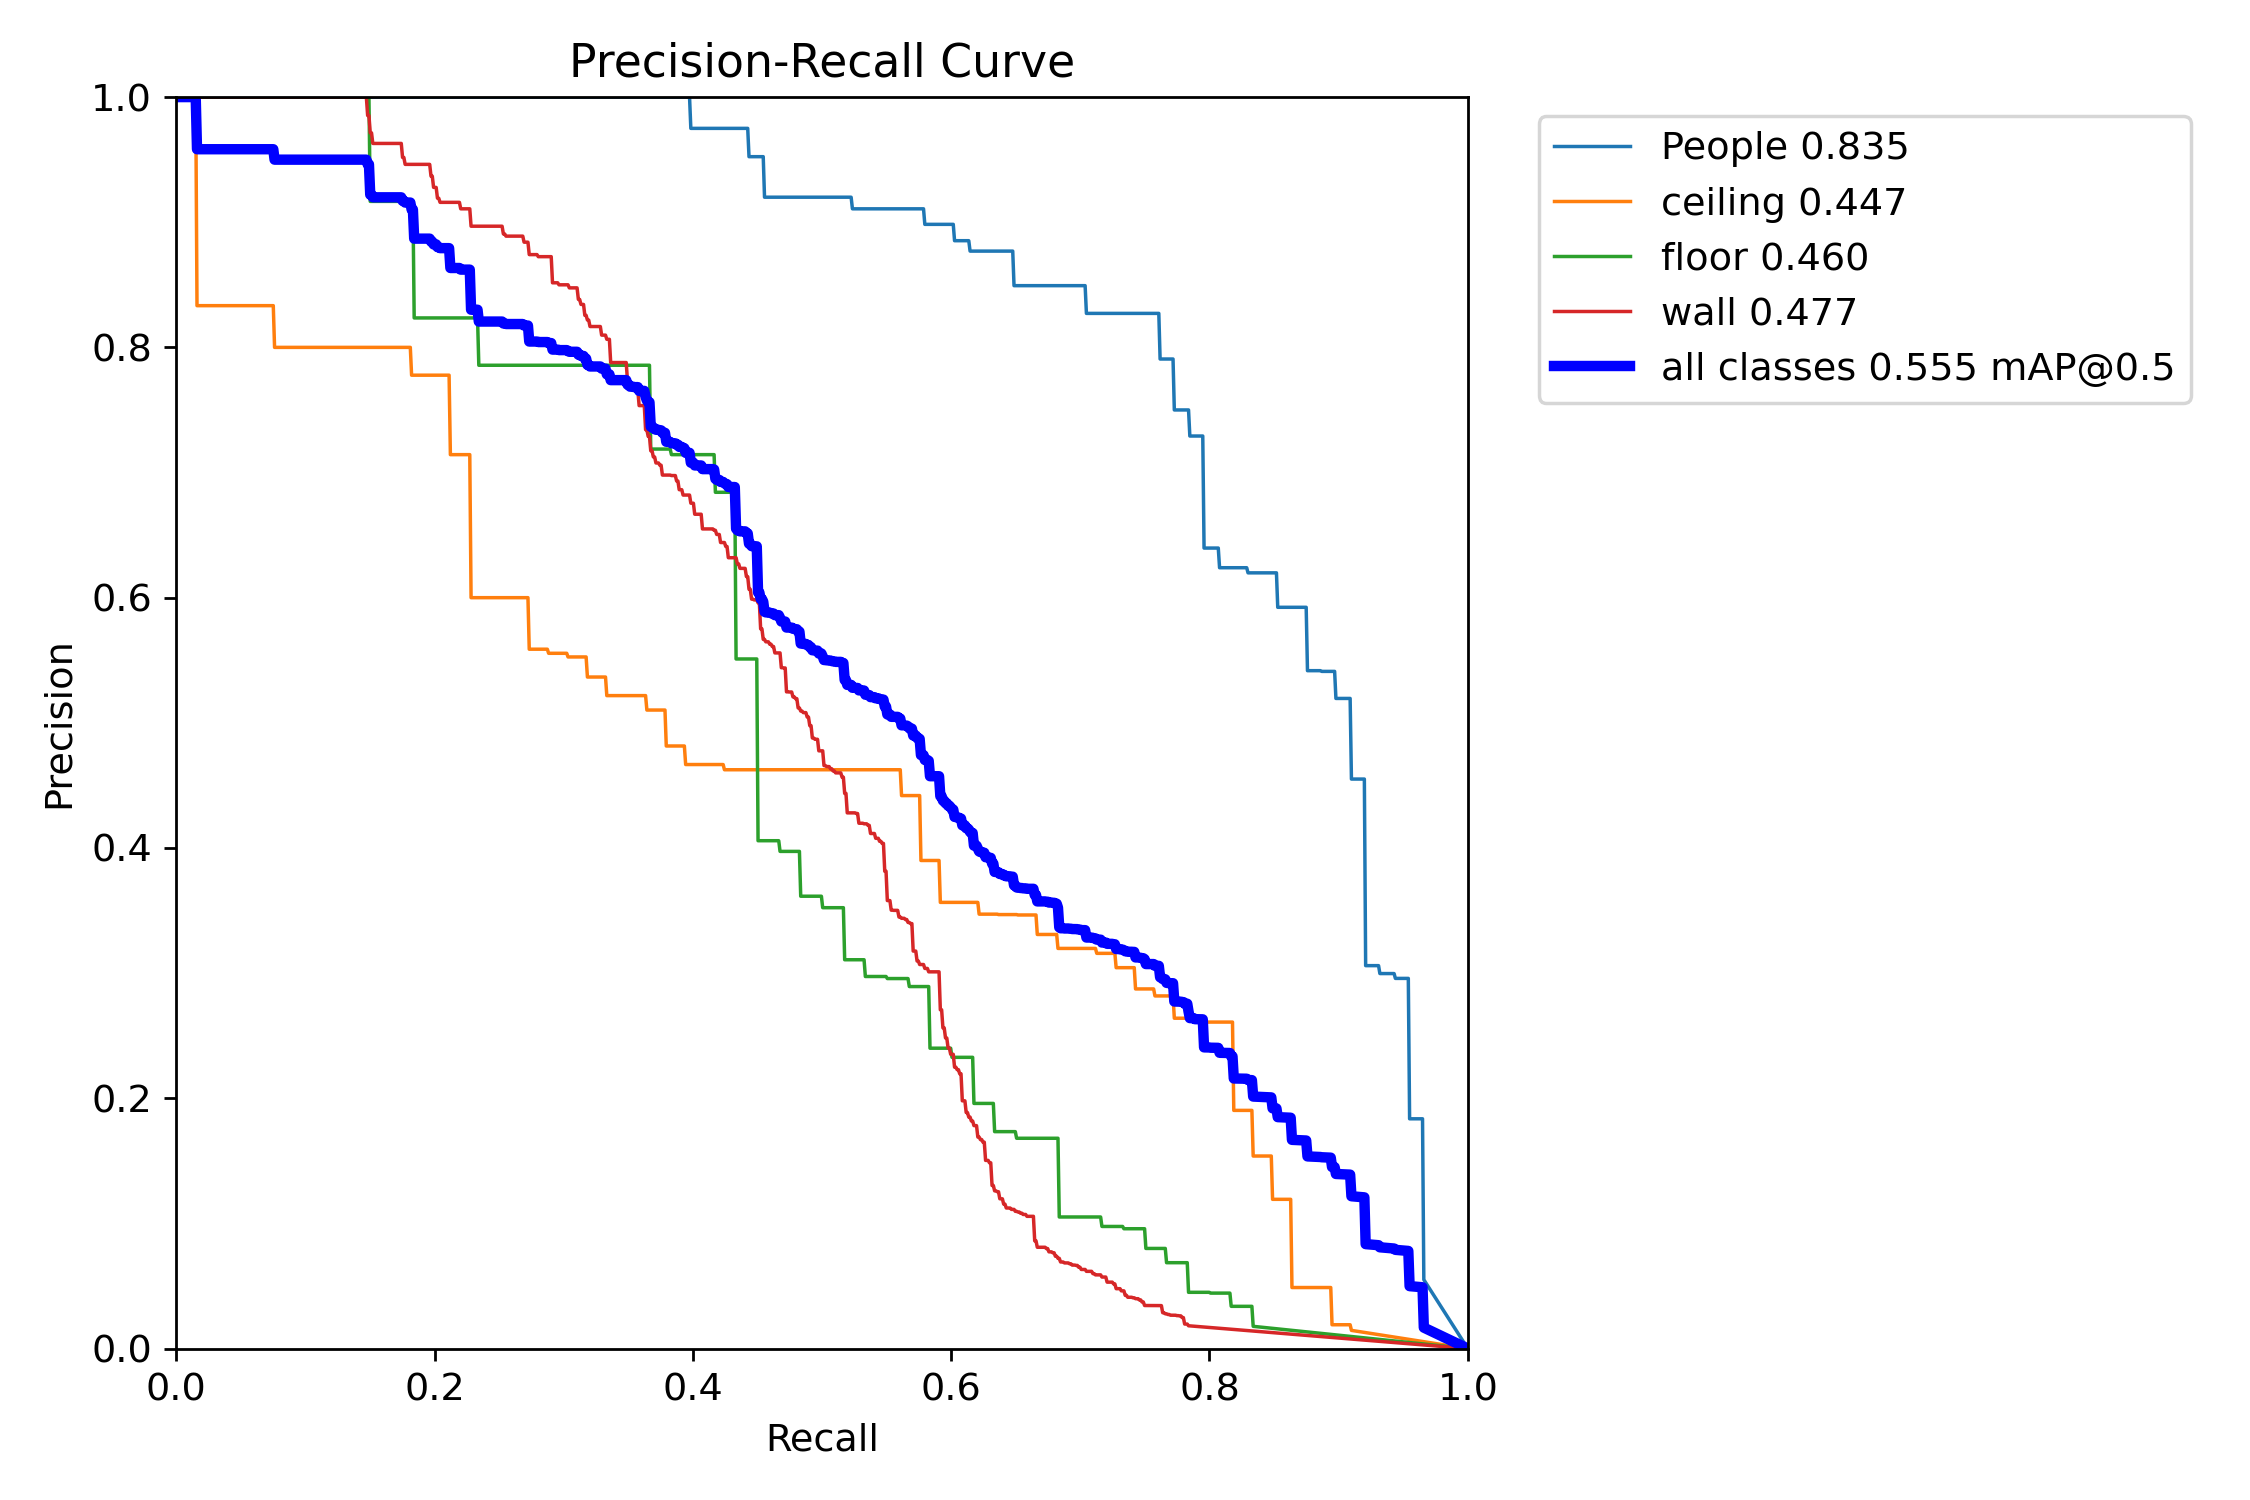 Precision-Recall Curve
1.0
0.8
0.6
0.4
0.2
0.0
Precision
0.0 0.2 0.4 0.6 0.8 1.0
Recall
People 0.835
ceiling 0.447
floor 0.460
wall 0.477
all classes 0.555 mAP@0.5